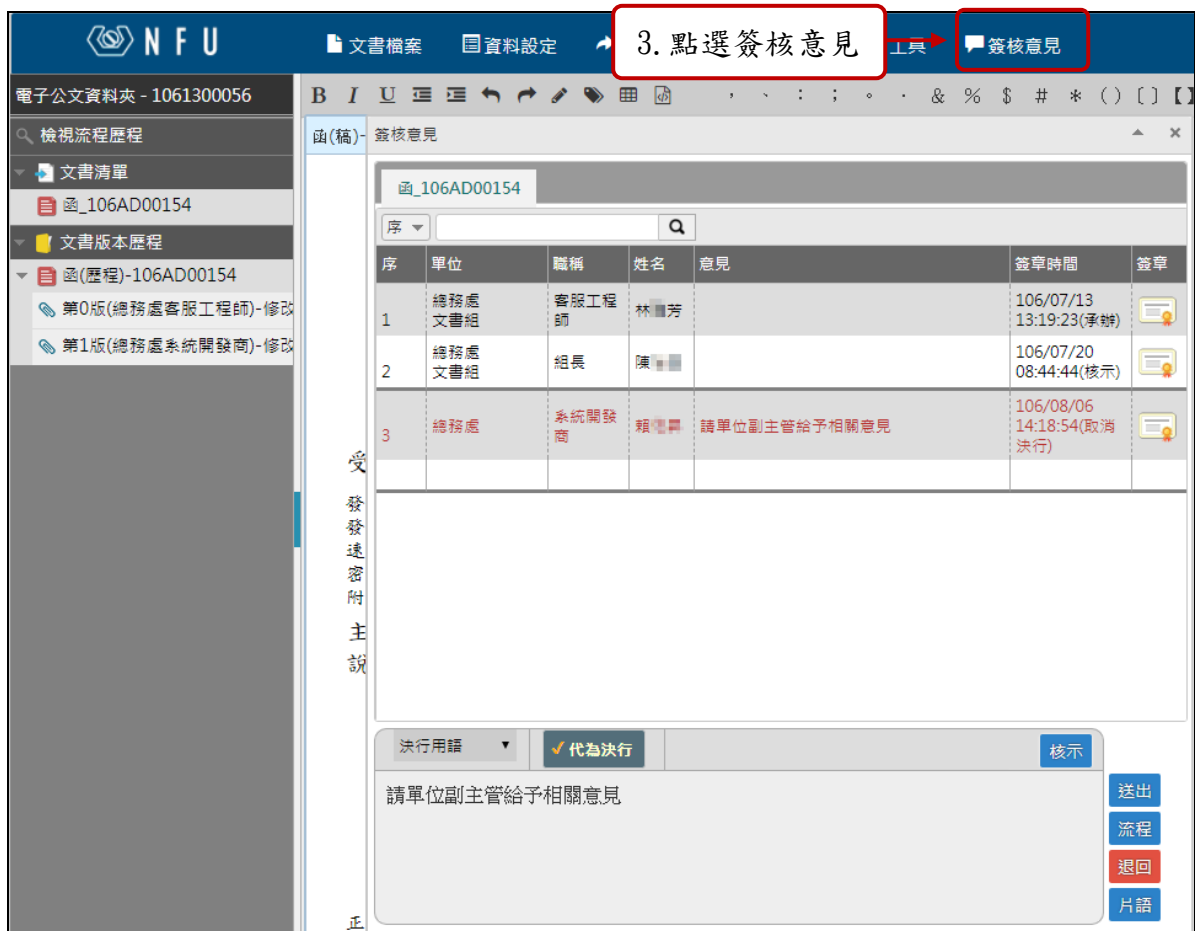 NFU
文書檔案
資料設定
3.點選簽核意見
工具
簽核意見
電子公文資料夾 - 1061300056
B I U , 、 : ; 。 · & % $ # * ( ) 〔 〕 【 】
檢視流程歷程
函(稿)-
簽核意見
文書清單
函_106AD00154
函_106AD00154
序
文書版本歷程
函(歷程)-106AD00154
第0版(總務處客服工程師)-修改
第1版(總務處系統開發商)-修改
序 單位 職稱 姓名 意見 簽章時間 簽章
1 總務處 文書組 客服工程師 林 芳 106/07/13 13:19:23(承辦)
2 總務處 文書組 組長 陳 106/07/20 08:44:44(核示)
3 總務處 系統開發商 賴 請單位副主管給予相關意見 106/08/06 14:18:54(取消決行)
受
發
發
速
密
附
主
說
正
決行用語
代為決行
核示
請單位副主管給予相關意見
送出
流程
退回
片語